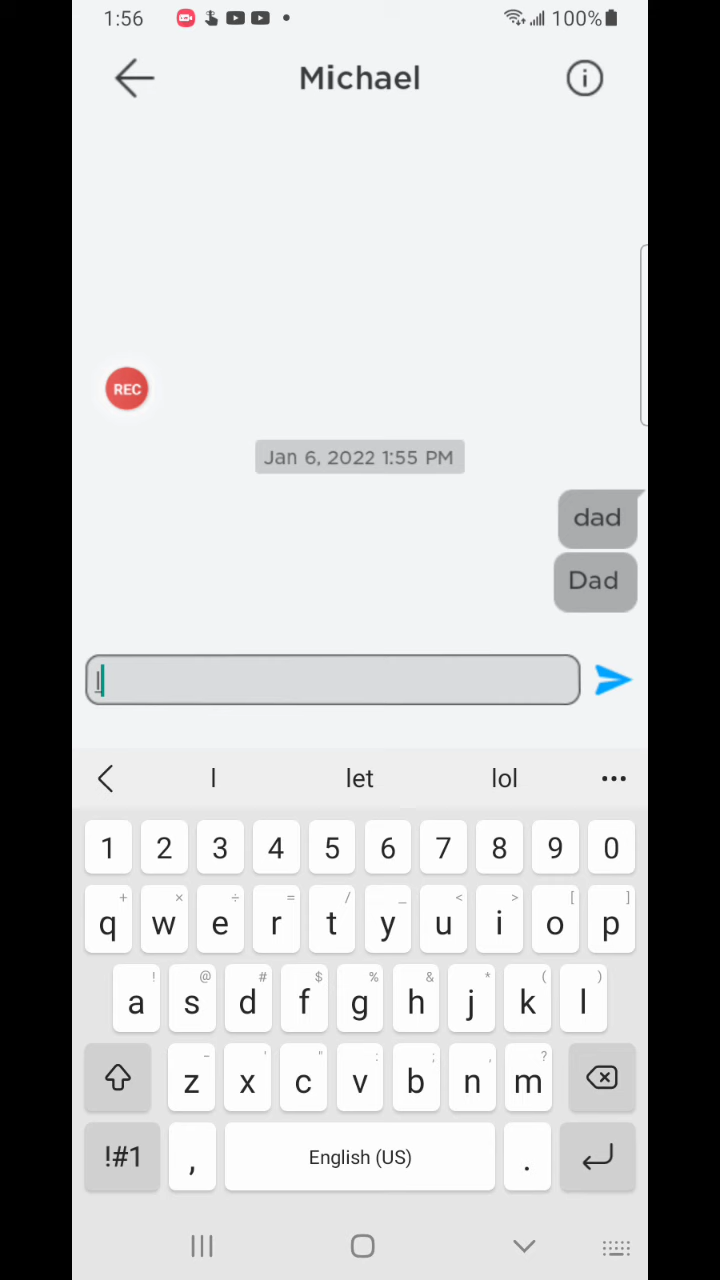 1:56
100%
Michael
REC
Jan 6, 2022 1:55 PM
dad
Dad
l
l let lol
1 2 3 4 5 6 7 8 9 0
+ × ÷ = / _ < > [ ]
q w e r t y u i o p
! @ # $ % & * ( )
a s d f g h j k l
- ' " : ; , ?
z x c v b n m
!#1 , English (US) .